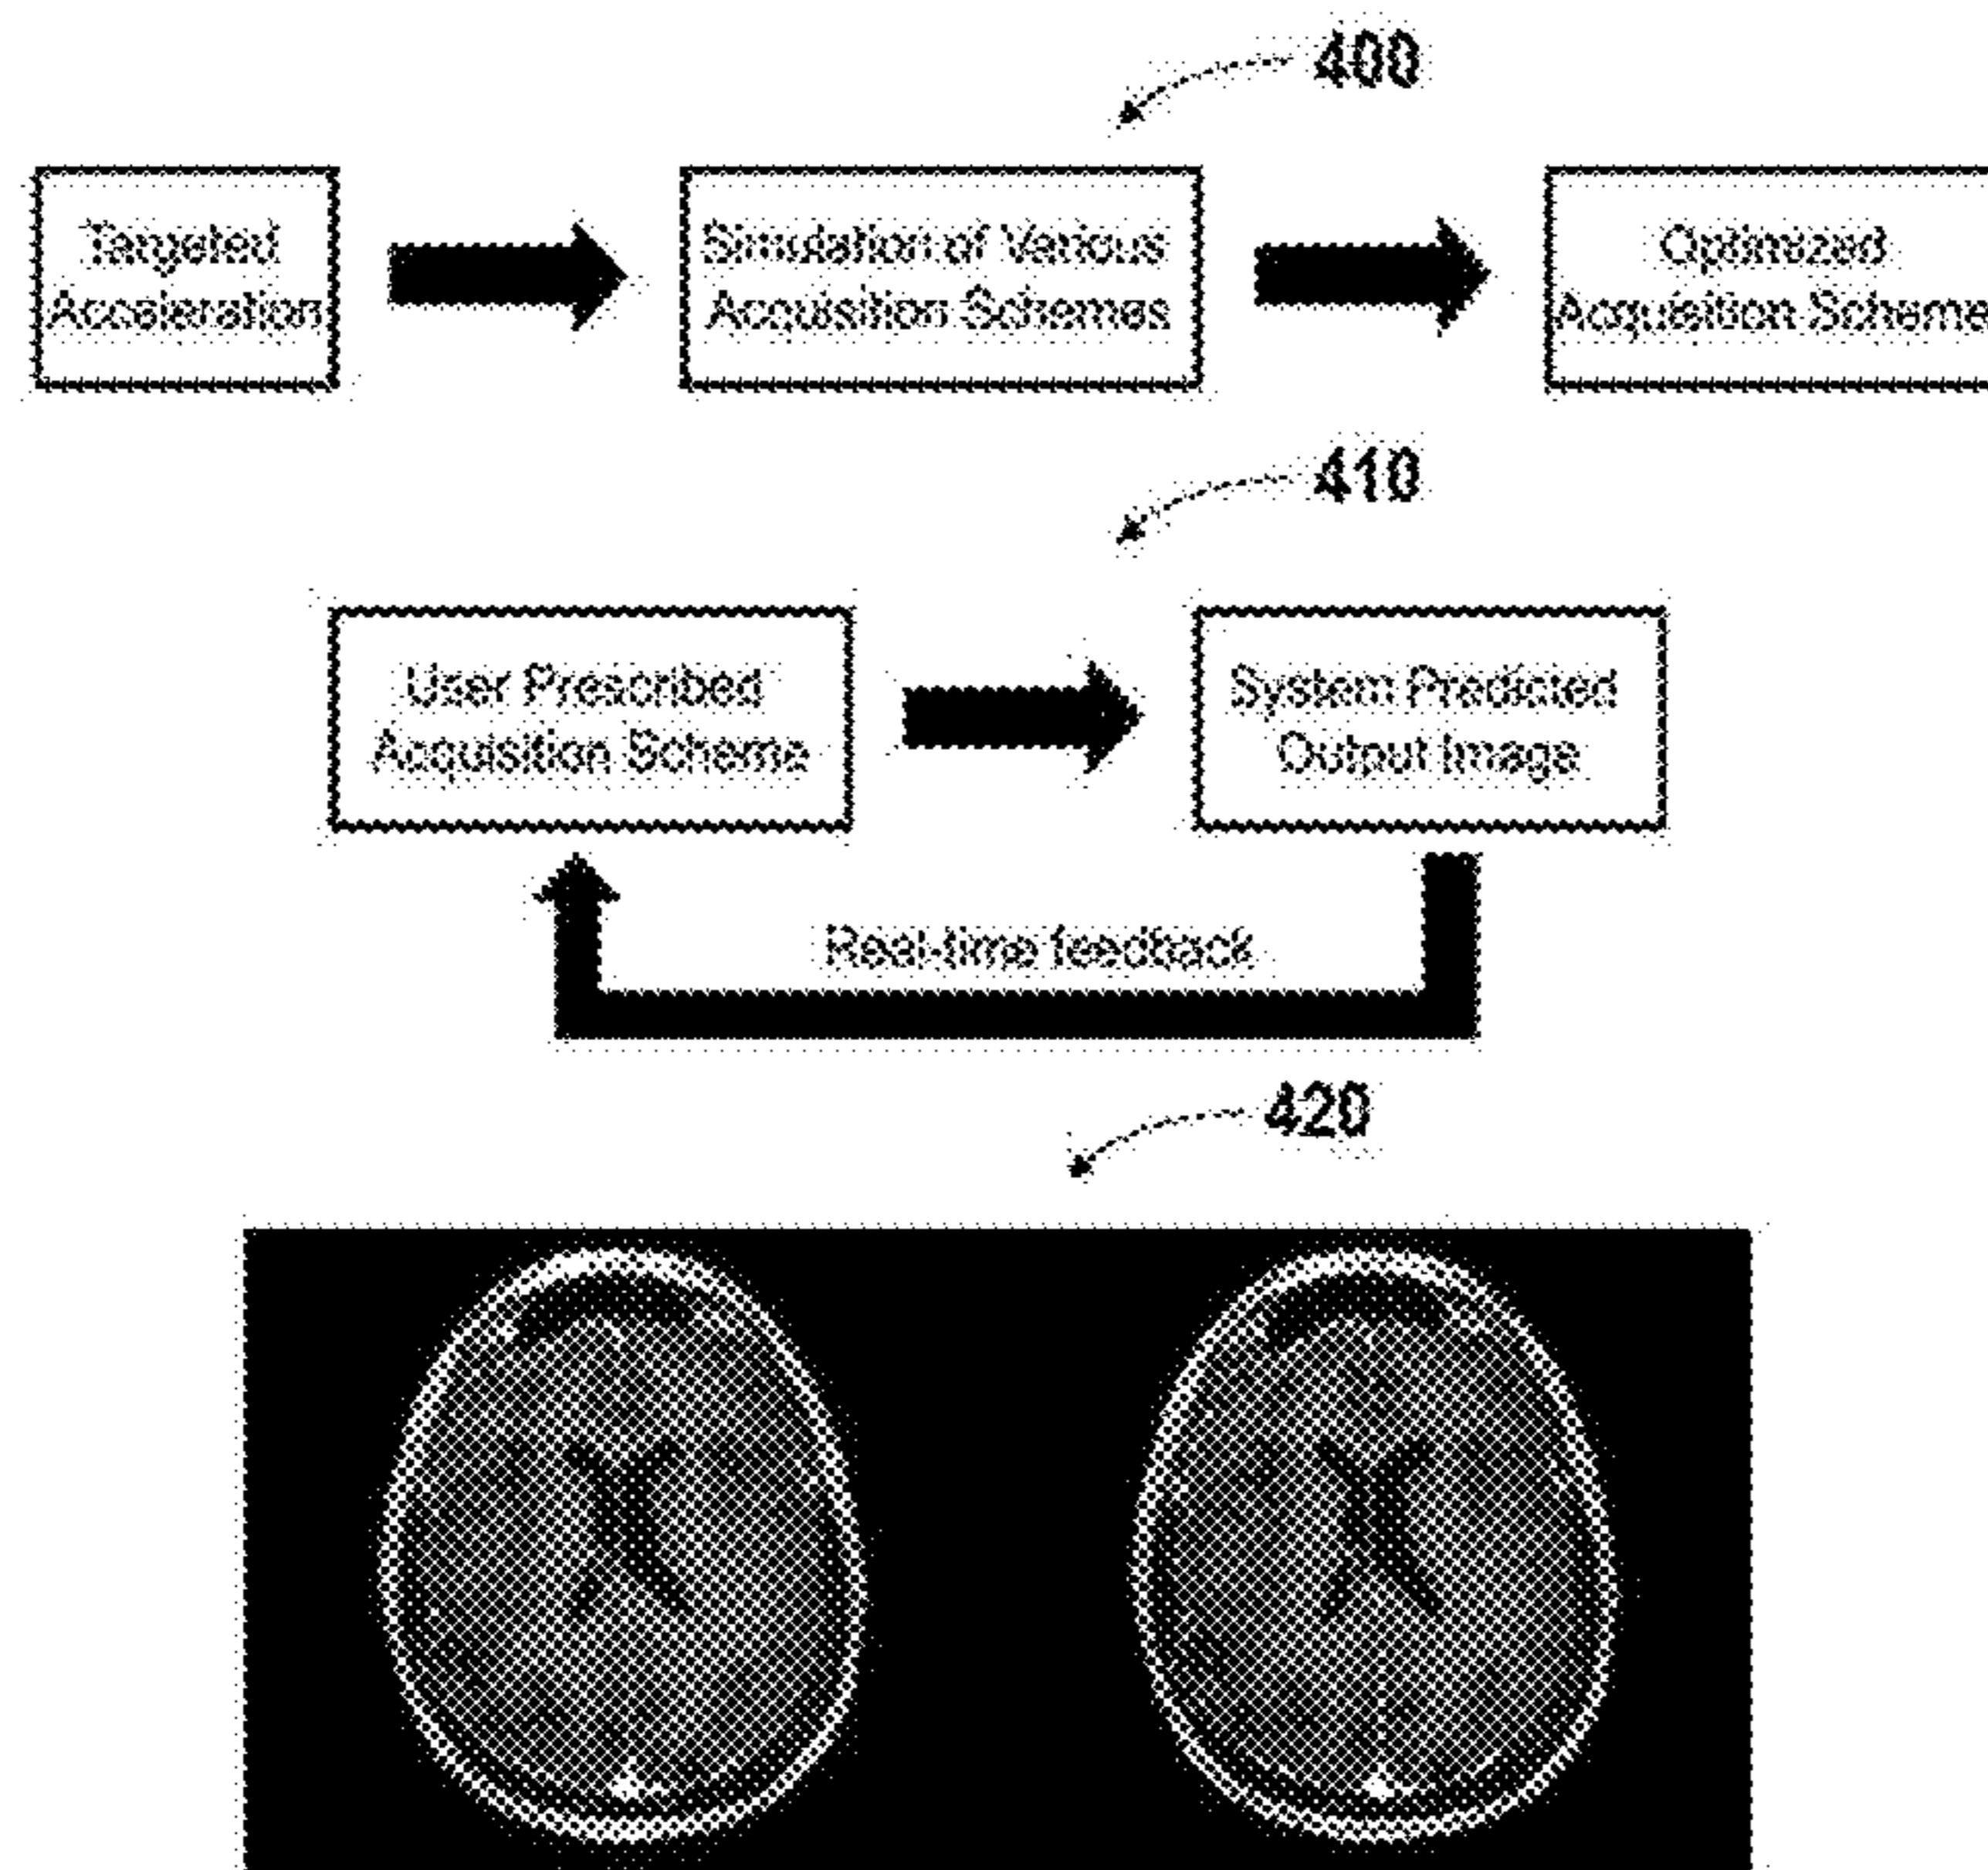 400
Targeted
Acceleration
Simulation of Various
Acquisition Schemes
Optimized
Acquisition Scheme
410
User Prescribed
Acquisition Scheme
System Predicted
Output Image
Real-time feedback
420